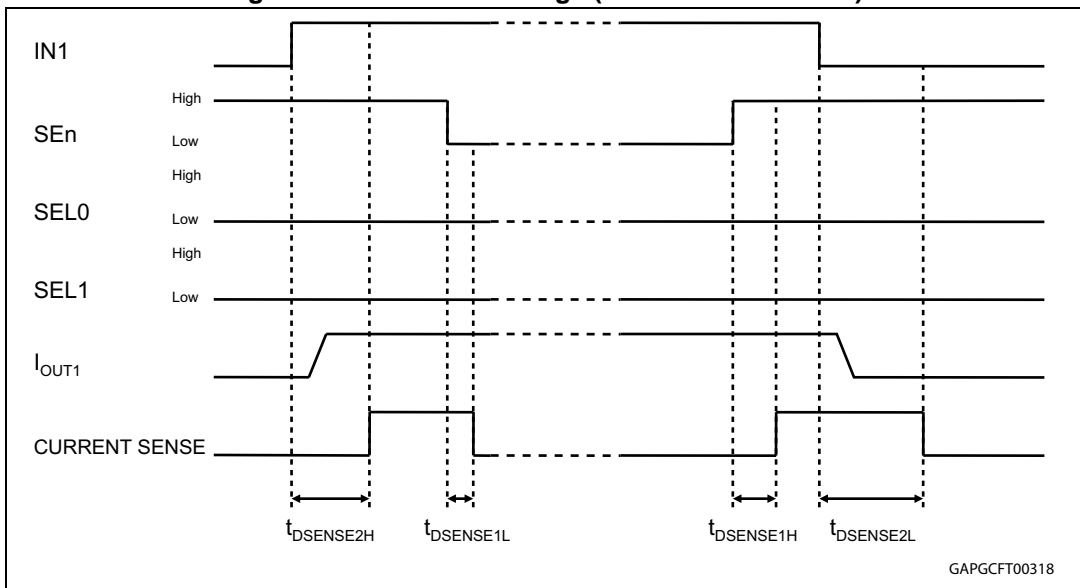 IN1
High
SEn
Low
High
SEL0
Low
High
SEL1
Low
IOUT1
CURRENT SENSE
tDSENSE2H
tDSENSE1L
tDSENSE1H
tDSENSE2L
GAPGCFT00318